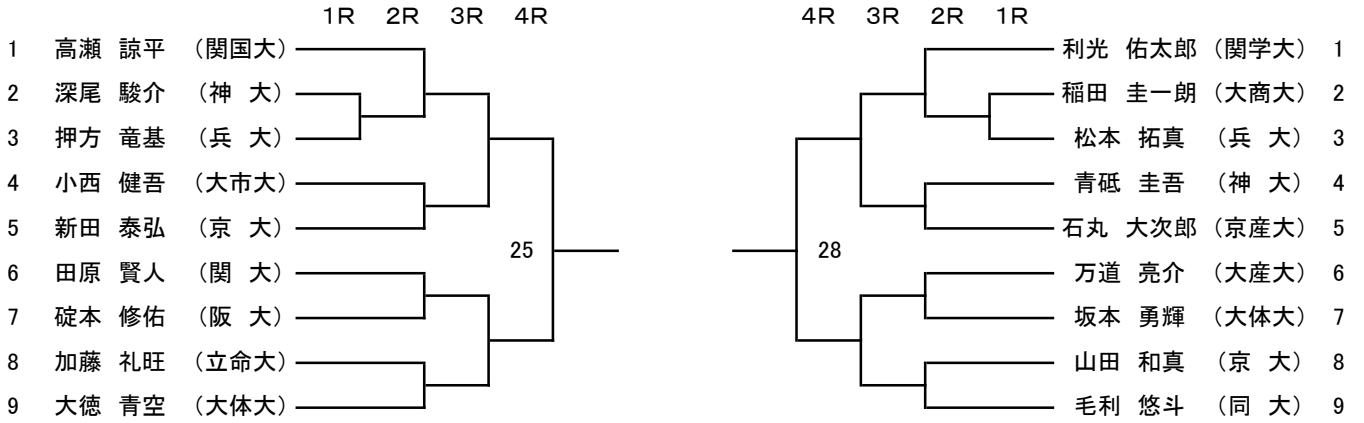 1R 2R 3R 4R 4R 3R 2R 1R
1 高瀬 諒平 （関国大） 利光 佑太郎 （関学大） 1
2 深尾 駿介 （神 大） 稲田 圭一朗 （大商大） 2
3 押方 竜基 （兵 大） 松本 拓真 （兵 大） 3
4 小西 健吾 （大市大） 青砥 圭吾 （神 大） 4
5 新田 泰弘 （京 大） 石丸 大次郎 （京産大） 5
25 28
6 田原 賢人 （関 大） 万道 亮介 （大産大） 6
7 碇本 修佑 （阪 大） 坂本 勇輝 （大体大） 7
8 加藤 礼旺 （立命大） 山田 和真 （京 大） 8
9 大徳 青空 （大体大） 毛利 悠斗 （同 大） 9